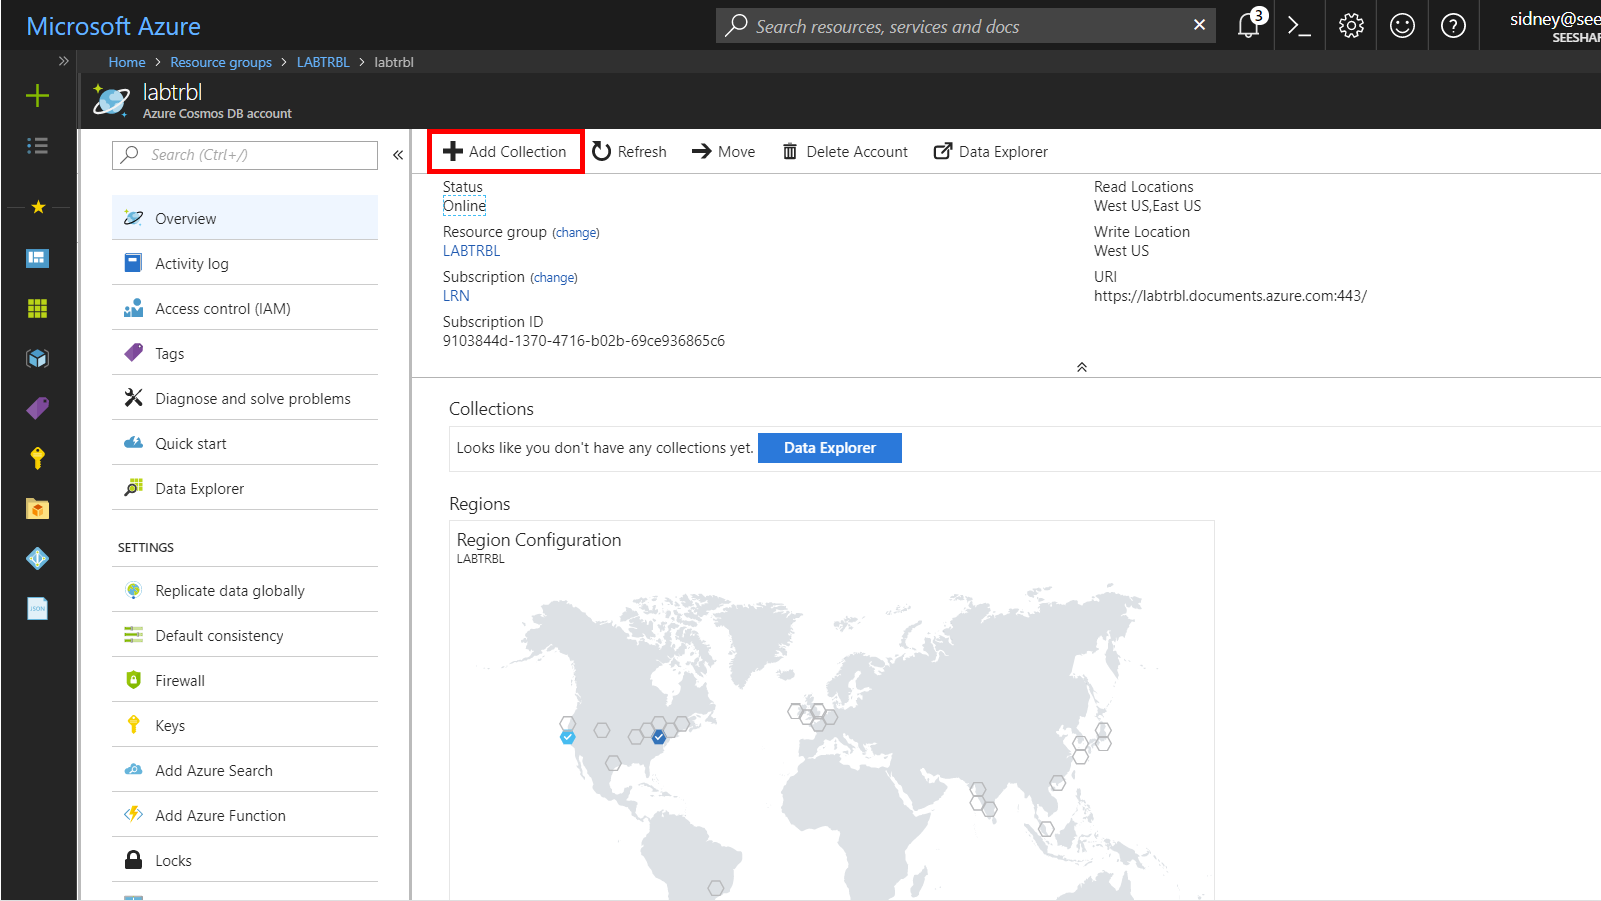 Microsoft Azure
Search resources, services and docs
3
sidney@see
SEESHAR
Home > Resource groups > LABTRBL > labtrbl
labtrbl
Azure Cosmos DB account
Search (Ctrl+/)
Add Collection
Refresh
Move
Delete Account
Data Explorer
Overview
Activity log
Access control (IAM)
Tags
Diagnose and solve problems
Quick start
Data Explorer
SETTINGS
Replicate data globally
Default consistency
Firewall
Keys
Add Azure Search
Add Azure Function
Locks
Status
Online
Resource group (change)
LABTRBL
Subscription (change)
LRN
Subscription ID
9103844d-1370-4716-b02b-69ce936865c6
Read Locations
West US,East US
Write Location
West US
URI
https://labtrbl.documents.azure.com:443/
Collections
Looks like you don't have any collections yet.
Data Explorer
Regions
Region Configuration
LABTRBL
JSON